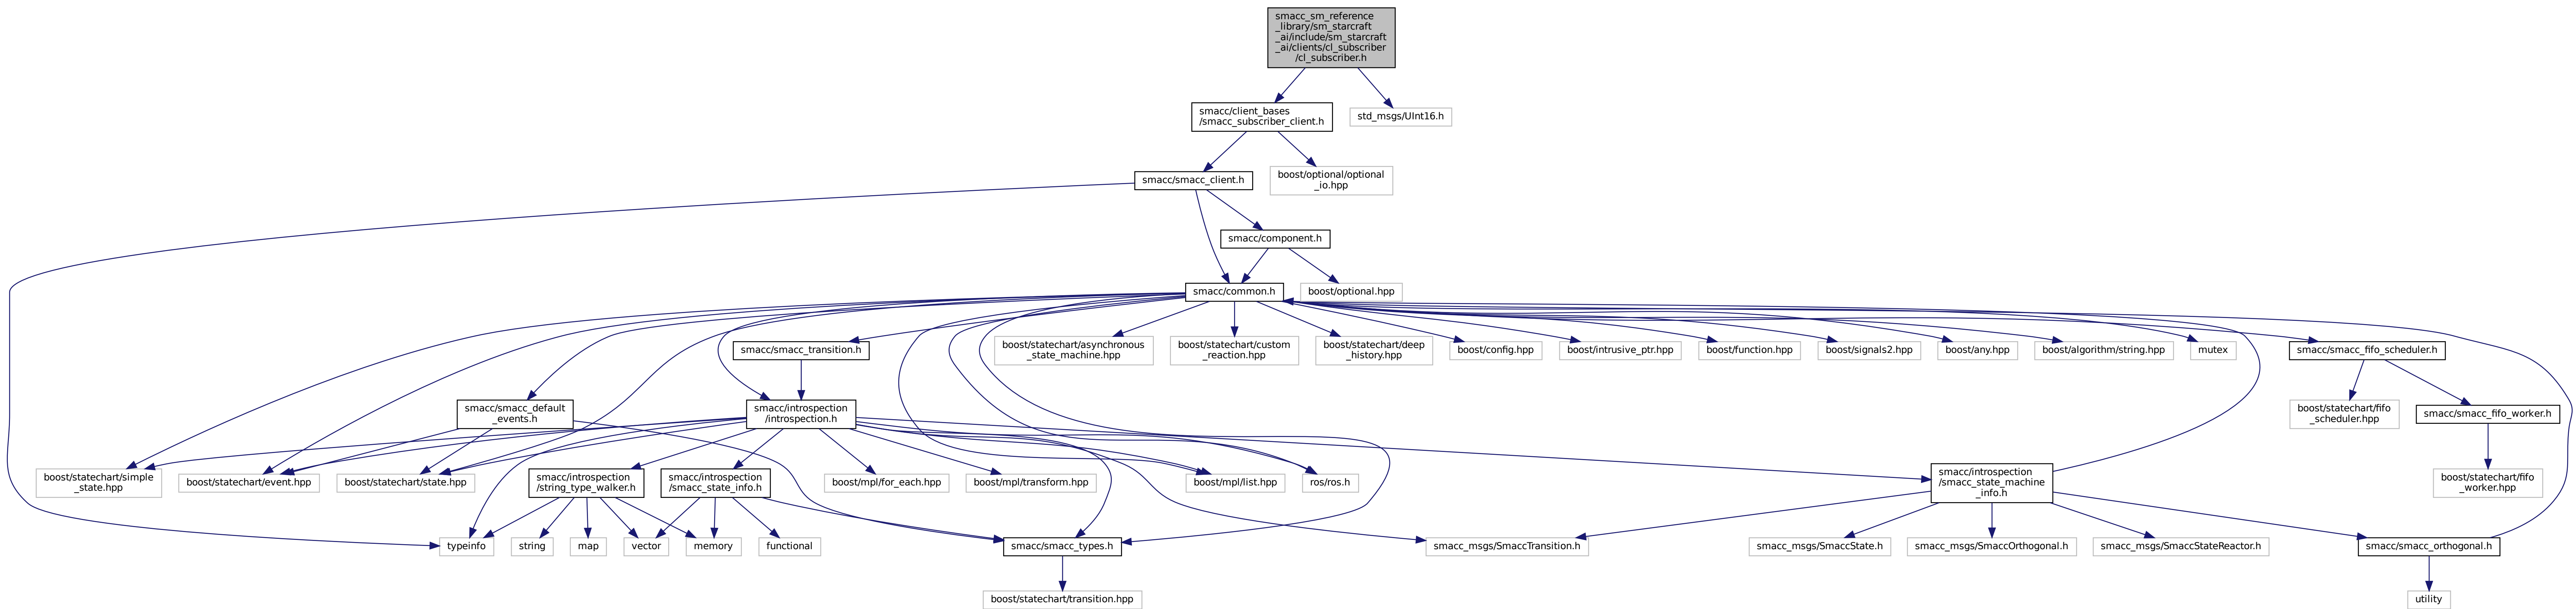 smacc_sm_reference
_library/sm_starcraft
_ai/include/sm_starcraft
_ai/clients/cl_subscriber
/cl_subscriber.h
smacc/client_bases
/smacc_subscriber_client.h
std_msgs/UInt16.h
smacc/smacc_client.h
boost/optional/optional
_io.hpp
smacc/component.h
smacc/common.h
boost/optional.hpp
smacc/smacc_transition.h
boost/statechart/asynchronous
_state_machine.hpp
boost/statechart/custom
_reaction.hpp
boost/statechart/deep
_history.hpp
boost/config.hpp
boost/intrusive_ptr.hpp
boost/function.hpp
boost/signals2.hpp
boost/any.hpp
boost/algorithm/string.hpp
mutex
smacc/smacc_fifo_scheduler.h
smacc/smacc_default
_events.h
smacc/introspection
/introspection.h
boost/statechart/fifo
_scheduler.hpp
smacc/smacc_fifo_worker.h
boost/statechart/simple
_state.hpp
boost/statechart/event.hpp
boost/statechart/state.hpp
smacc/introspection
/string_type_walker.h
smacc/introspection
/smacc_state_info.h
boost/mpl/for_each.hpp
boost/mpl/transform.hpp
boost/mpl/list.hpp
ros/ros.h
smacc/introspection
/smacc_state_machine
_info.h
boost/statechart/fifo
_worker.hpp
typeinfo
string
map
vector
memory
functional
smacc/smacc_types.h
smacc_msgs/SmaccTransition.h
smacc_msgs/SmaccState.h
smacc_msgs/SmaccOrthogonal.h
smacc_msgs/SmaccStateReactor.h
smacc/smacc_orthogonal.h
boost/statechart/transition.hpp
utility